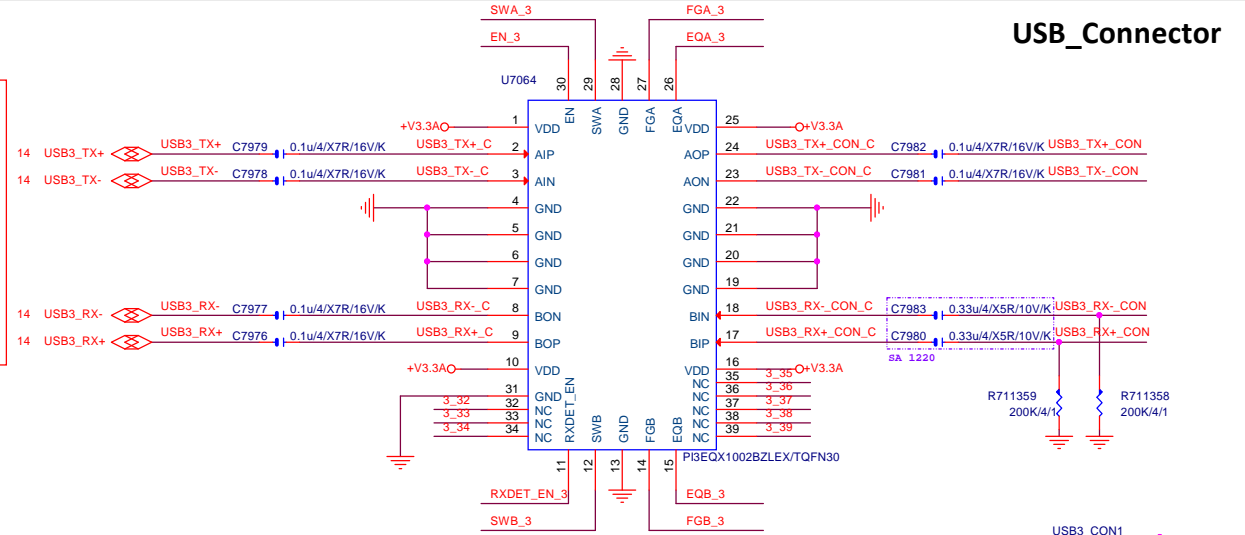 SWA_3
FGA_3
USB_Connector
EN_3
EQA_3
U7064
30
29
28
27
26
EN
SWA
GND
FGA
EQA
+V3.3A
1
VDD
VDD
25
+V3.3A
14 USB3_TX+
USB3_TX+ C7979 0.1u/4/X7R/16V/K USB3_TX+_C
2
AIP
AOP
24
USB3_TX+_CON_C C7982 0.1u/4/X7R/16V/K USB3_TX+_CON
14 USB3_TX-
USB3_TX- C7978 0.1u/4/X7R/16V/K USB3_TX-_C
3
AIN
AON
23
USB3_TX-_CON_C C7981 0.1u/4/X7R/16V/K USB3_TX-_CON
4
GND
GND
22
5
GND
GND
21
6
GND
GND
20
7
GND
GND
19
14 USB3_RX-
USB3_RX- C7977 0.1u/4/X7R/16V/K USB3_RX-_C
8
BON
BIN
18
USB3_RX-_CON_C C7983 0.33u/4/X5R/10V/K USB3_RX-_CON
14 USB3_RX+
USB3_RX+ C7976 0.1u/4/X7R/16V/K USB3_RX+_C
9
BOP
BIP
17
USB3_RX+_CON_C C7980 0.33u/4/X5R/10V/K USB3_RX+_CON
SA 1220
+V3.3A
10
VDD
VDD
16
+V3.3A
31
GND
NC
35
3_35
3_32
32
NC
NC
36
3_36
3_33
33
NC
NC
37
3_37
3_34
34
NC
NC
38
3_38
NC
39
3_39
R711359
200K/4/1
R711358
200K/4/1
RXDET_EN
SWB
GND
FGB
EQB
PI3EQX1002BZLEX/TQFN30
11
12
13
14
15
RXDET_EN_3
EQB_3
SWB_3
FGB_3
USB3_CON1